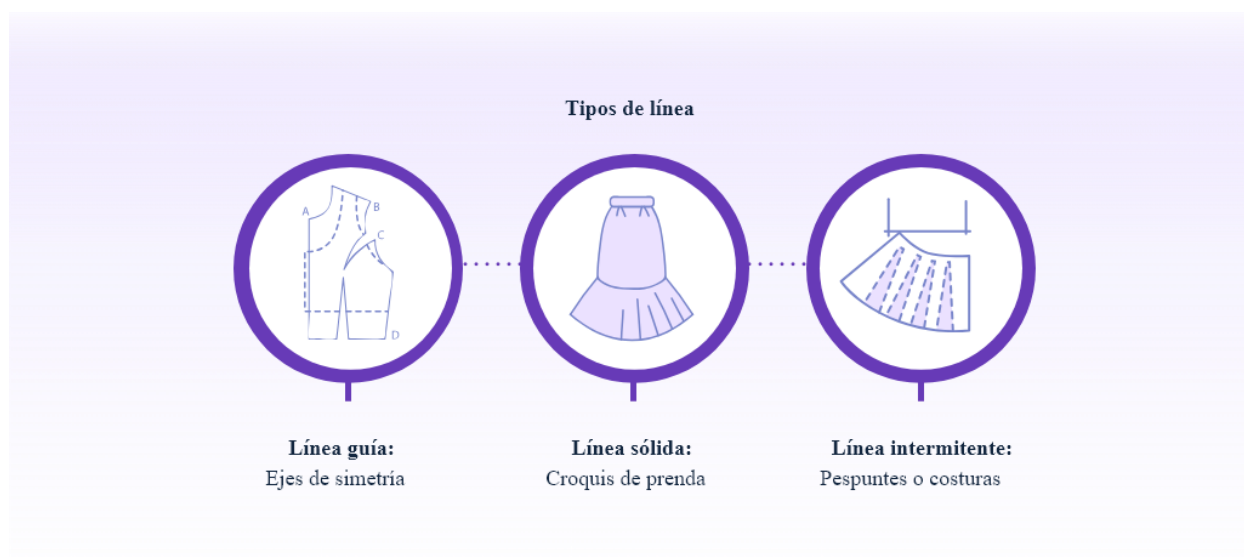 Tipos de línea
A
B
C
D
Línea guía:
Ejes de simetría
Línea sólida:
Croquis de prenda
Línea intermitente:
Pespuntes o costuras